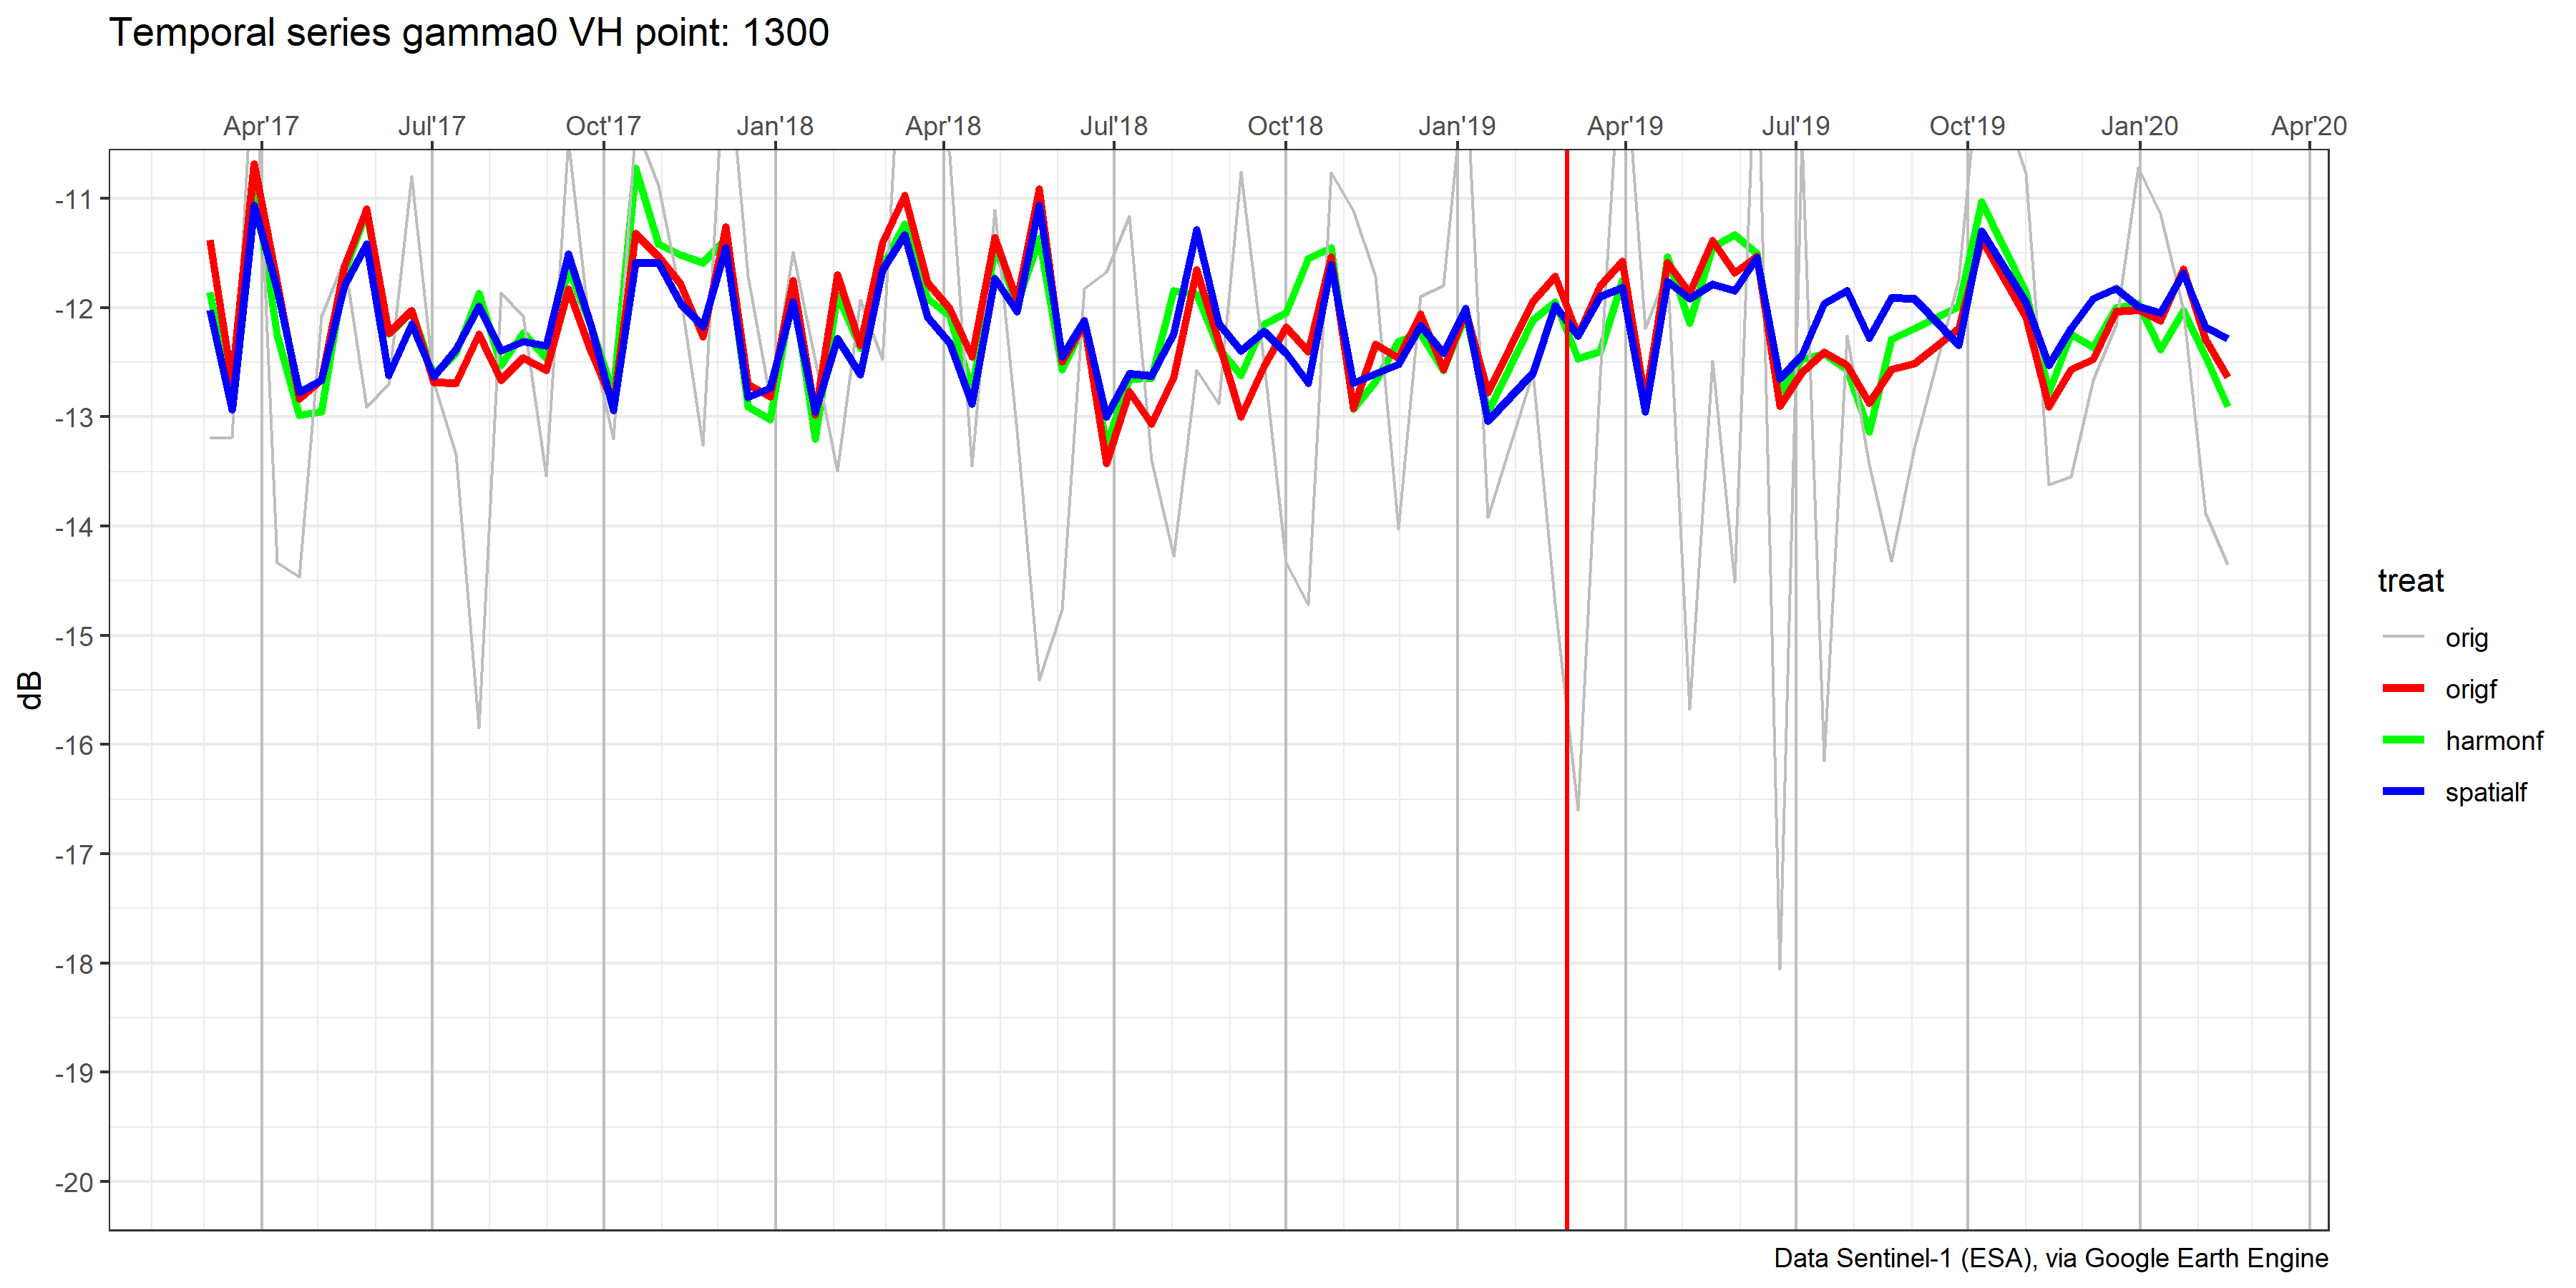 Temporal series gamma0 VH point: 1300
Apr'17 Jul'17 Oct'17 Jan'18 Apr'18 Jul'18 Oct'18 Jan'19 Apr'19 Jul'19 Oct'19 Jan'20 Apr'20
-11
-12
-13
-14
-15
-16
-17
-18
-19
-20
dB
treat
orig
origf
harmonf
spatialf
Data Sentinel-1 (ESA), via Google Earth Engine